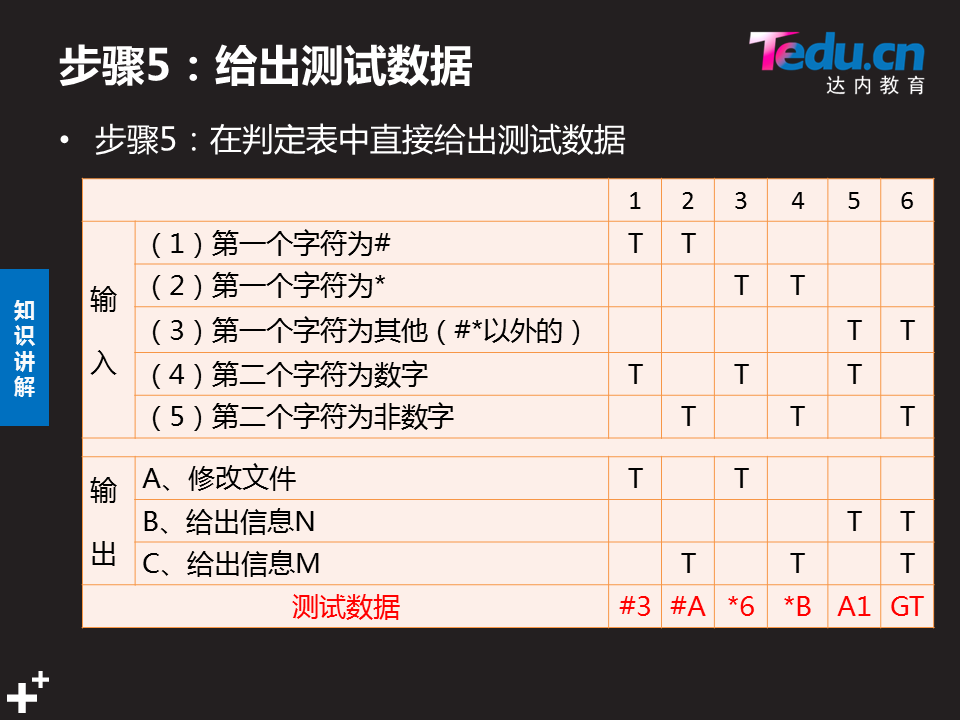 步骤5：给出测试数据
Tedu.cn
达内教育
• 步骤5：在判定表中直接给出测试数据
知识讲解
1 2 3 4 5 6
输入
（1）第一个字符为# T T
（2）第一个字符为* T T
（3）第一个字符为其他（#*以外的） T T
（4）第二个字符为数字 T T T
（5）第二个字符为非数字 T T T
输出
A、修改文件 T T
B、给出信息N T T
C、给出信息M T T T
测试数据 #3 #A *6 *B A1 GT